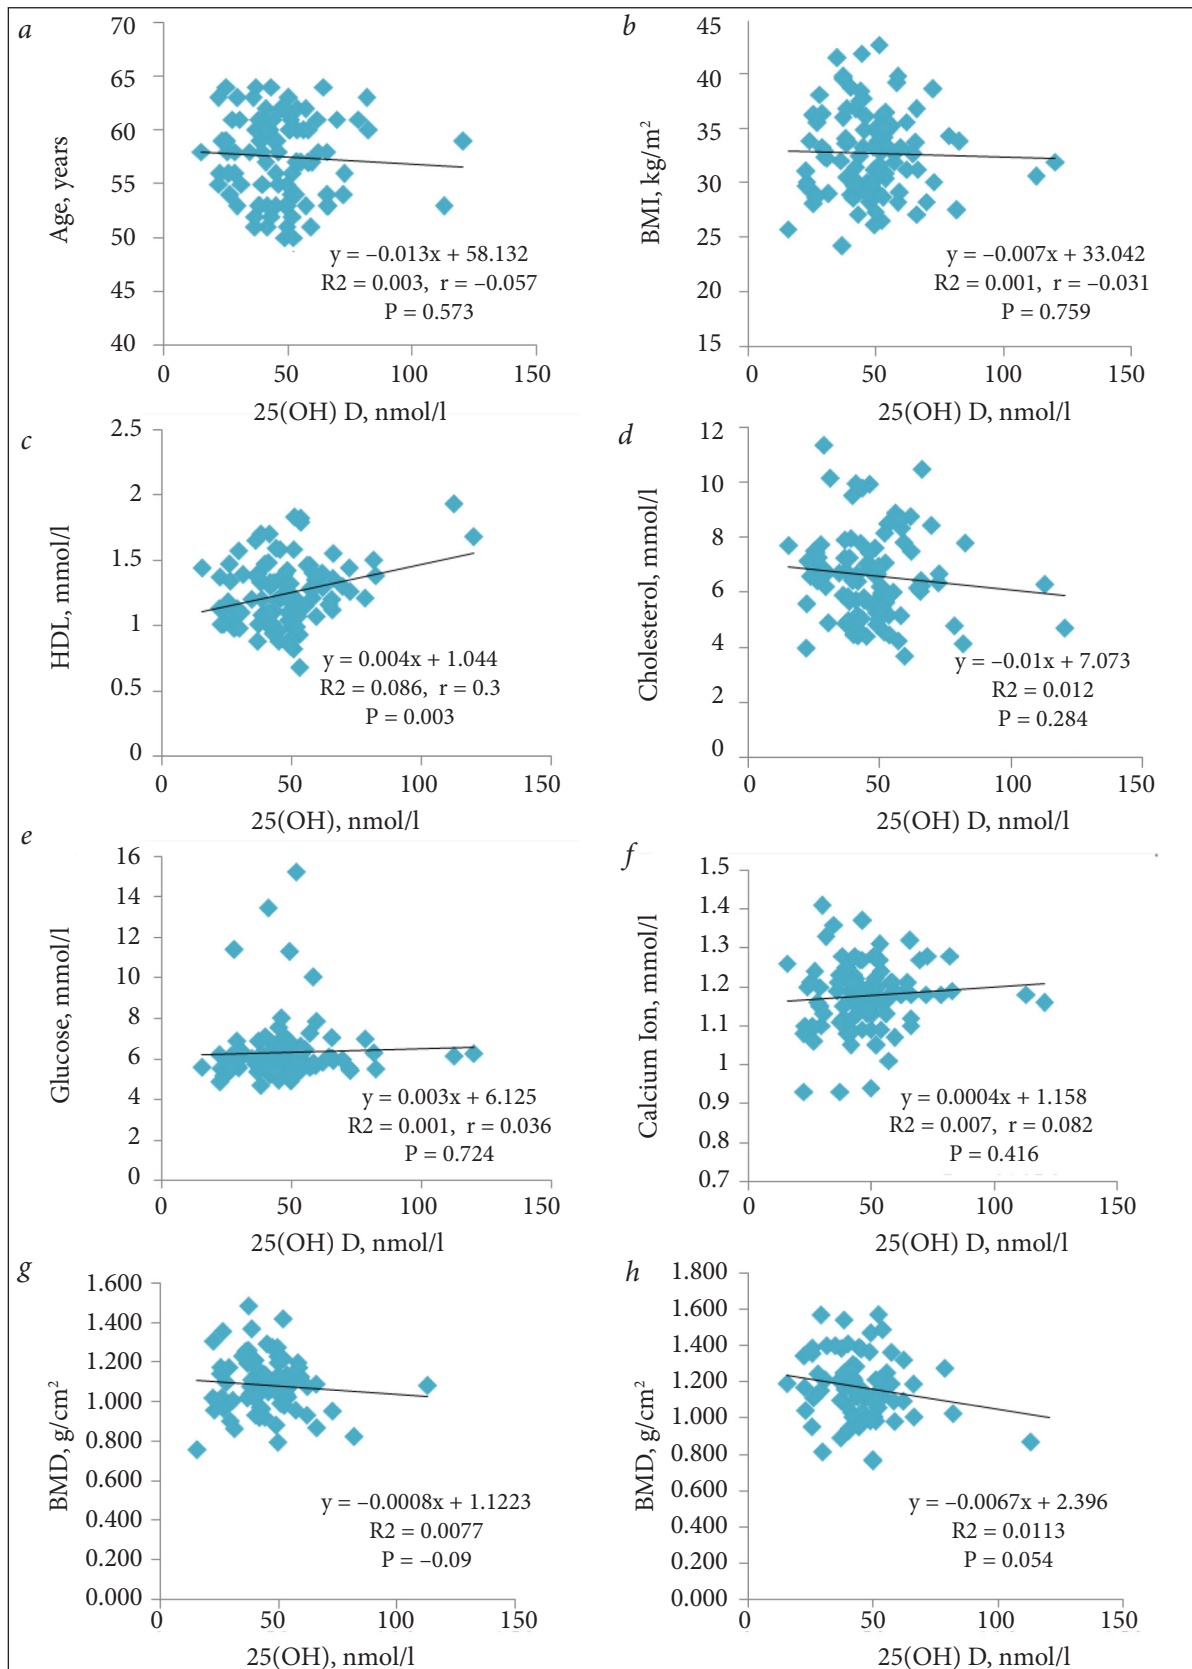 a
70
65
60
55
50
45
40
Age, years
y = –0.013x + 58.132
R2 = 0.003, r = –0.057
P = 0.573
0 50 100 150
25(OH) D, nmol/l
b
45
40
35
30
25
20
15
BMI, kg/m²
y = –0.007x + 33.042
R2 = 0.001, r = –0.031
P = 0.759
0 50 100 150
25(OH) D, nmol/l
c
2.5
2
1.5
1
0.5
0
HDL, mmol/l
y = 0.004x + 1.044
R2 = 0.086, r = 0.3
P = 0.003
0 50 100 150
25(OH), nmol/l
d
12
10
8
6
4
2
0
Cholesterol, mmol/l
y = –0.01x + 7.073
R2 = 0.012
P = 0.284
0 50 100 150
25(OH) D, nmol/l
e
16
14
12
10
8
6
4
2
0
Glucose, mmol/l
y = 0.003x + 6.125
R2 = 0.001, r = 0.036
P = 0.724
0 50 100 150
25(OH) D, nmol/l
f
1.5
1.4
1.3
1.2
1.1
1
0.9
0.8
0.7
Calcium Ion, mmol/l
y = 0.0004x + 1.158
R2 = 0.007, r = 0.082
P = 0.416
0 50 100 150
25(OH) D, nmol/l
g
1.600
1.400
1.200
1.000
0.800
0.600
0.400
0.200
0.000
BMD, g/cm²
y = –0.0008x + 1.1223
R2 = 0.0077
P = –0.09
0 50 100 150
25(OH), nmol/l
h
1.800
1.600
1.400
1.200
1.000
0.800
0.600
0.400
0.200
0.000
BMD, g/cm²
y = –0.0067x + 2.396
R2 = 0.0113
P = 0.054
0 50 100 150
25(OH) D, nmol/l